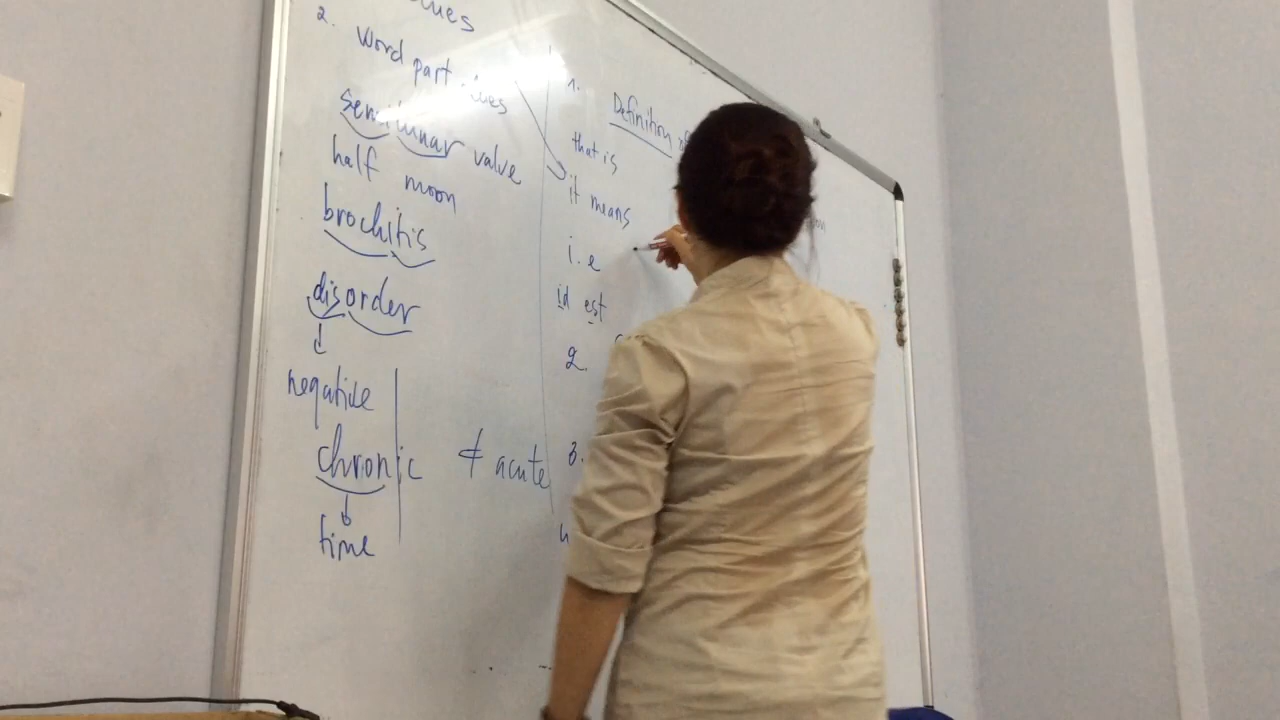 2. Word part clues
semilunar valve
half moon
brochitis
disorder
↓
negative
chronic ≠ acute
↓
time
1. Definition
that is
it means
i.e
id est
2.
3.